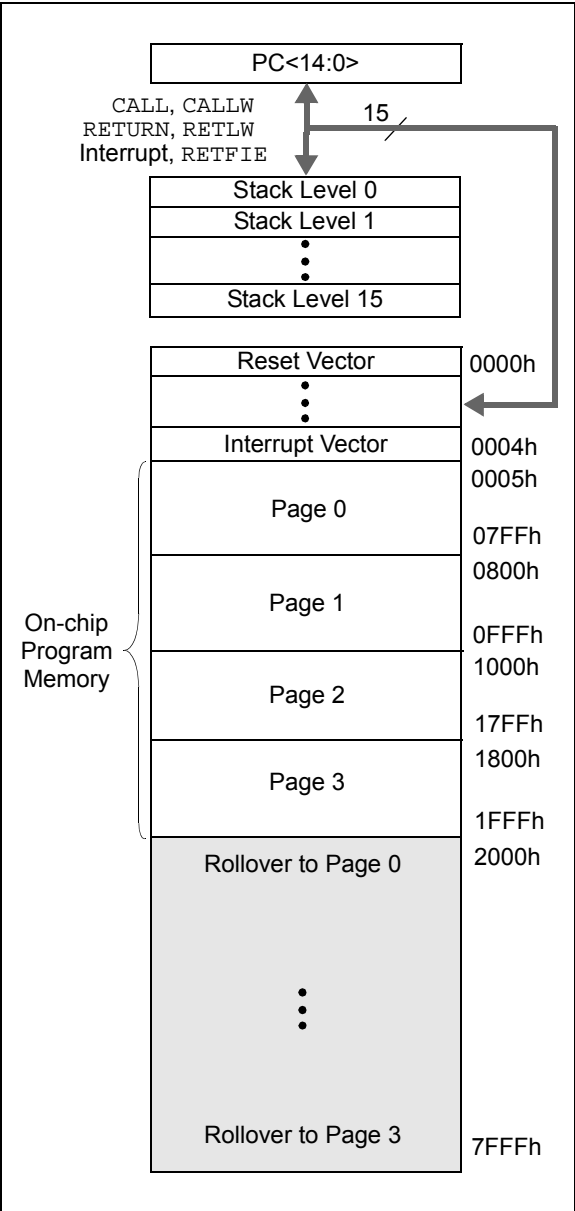 PC<14:0>
CALL, CALLW
RETURN, RETLW
Interrupt, RETFIE
15
Stack Level 0
Stack Level 1
Stack Level 15
Reset Vector
0000h
Interrupt Vector
0004h
0005h
Page 0
07FFh
0800h
Page 1
0FFFh
On-chip
Program
Memory
1000h
Page 2
17FFh
1800h
Page 3
1FFFh
2000h
Rollover to Page 0
Rollover to Page 3
7FFFh